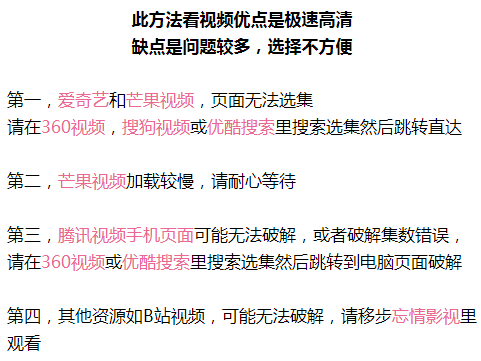 此方法看视频优点是极速高清
缺点是问题较多，选择不方便
第一，爱奇艺和芒果视频，页面无法选集
请在360视频，搜狗视频或优酷搜索里搜索选集然后跳转直达
第二，芒果视频加载较慢，请耐心等待
第三，腾讯视频手机页面可能无法破解，或者破解集数错误，
请在360视频或优酷搜索里搜索选集然后跳转到电脑页面破解
第四，其他资源如B站视频，可能无法破解，请移步忘情影视里
观看